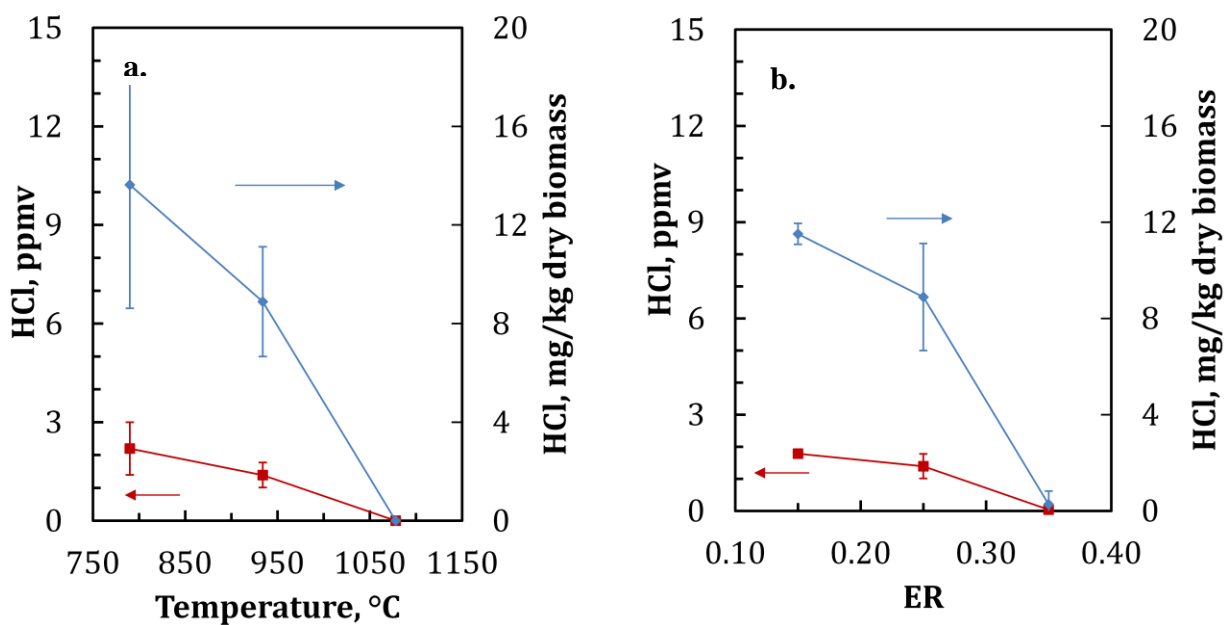 a.
HCl, ppmv
15
12
9
6
3
0
20
16
12
8
4
0
HCl, mg/kg dry biomass
750 850 950 1050 1150
Temperature, °C
b.
HCl, ppmv
15
12
9
6
3
0
20
16
12
8
4
0
HCl, mg/kg dry biomass
0.10 0.20 0.30 0.40
ER